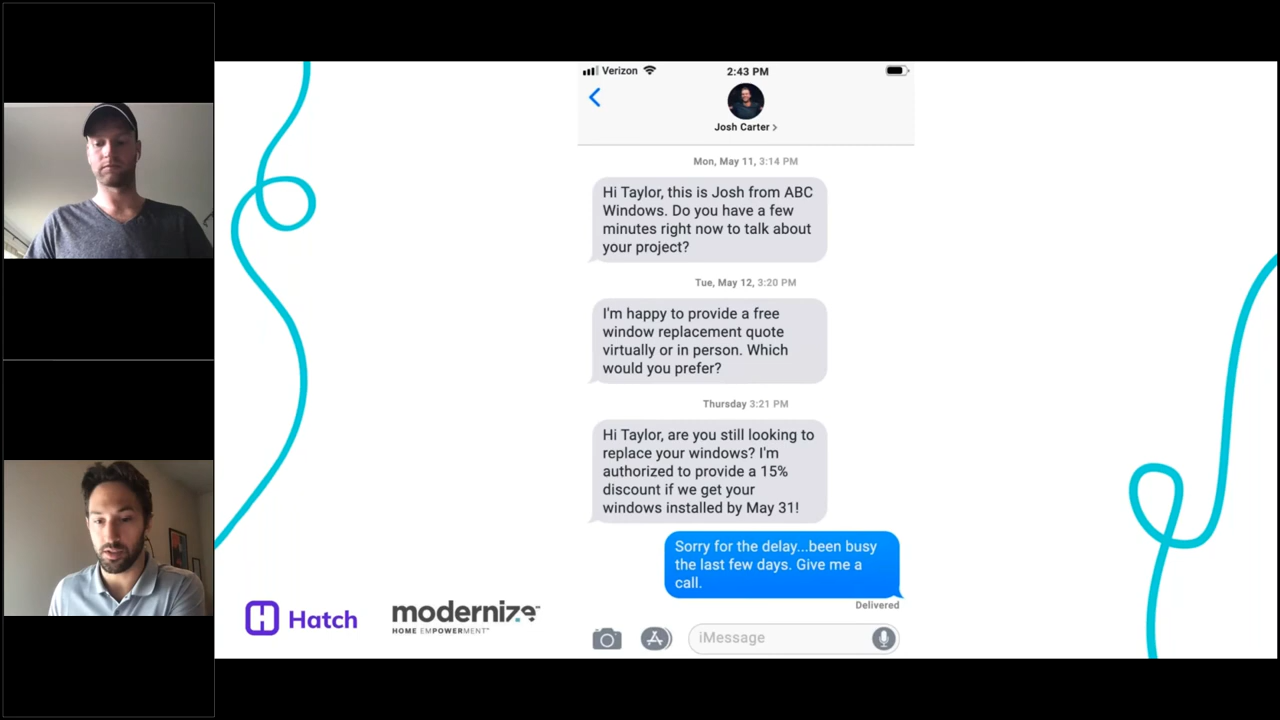 Verizon
2:43 PM
Josh Carter >
Mon, May 11, 3:14 PM
Hi Taylor, this is Josh from ABC
Windows. Do you have a few
minutes right now to talk about
your project?
Tue, May 12, 3:20 PM
I'm happy to provide a free
window replacement quote
virtually or in person. Which
would you prefer?
Thursday 3:21 PM
Hi Taylor, are you still looking to
replace your windows? I'm
authorized to provide a 15%
discount if we get your
windows installed by May 31!
Sorry for the delay...been busy
the last few days. Give me a
call.
Delivered
iMessage
Hatch
modernize™
HOME EMPOWERMENT™